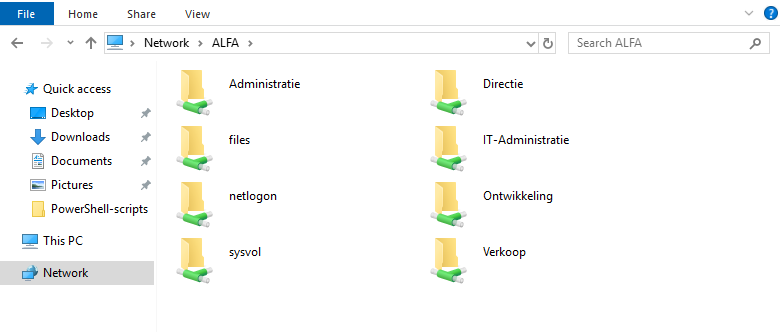 File Home Share View
Network ALFA Search ALFA
Quick access
Desktop
Downloads
Documents
Pictures
PowerShell-scripts
This PC
Network
Administratie Directie
files IT-Administratie
netlogon Ontwikkeling
sysvol Verkoop